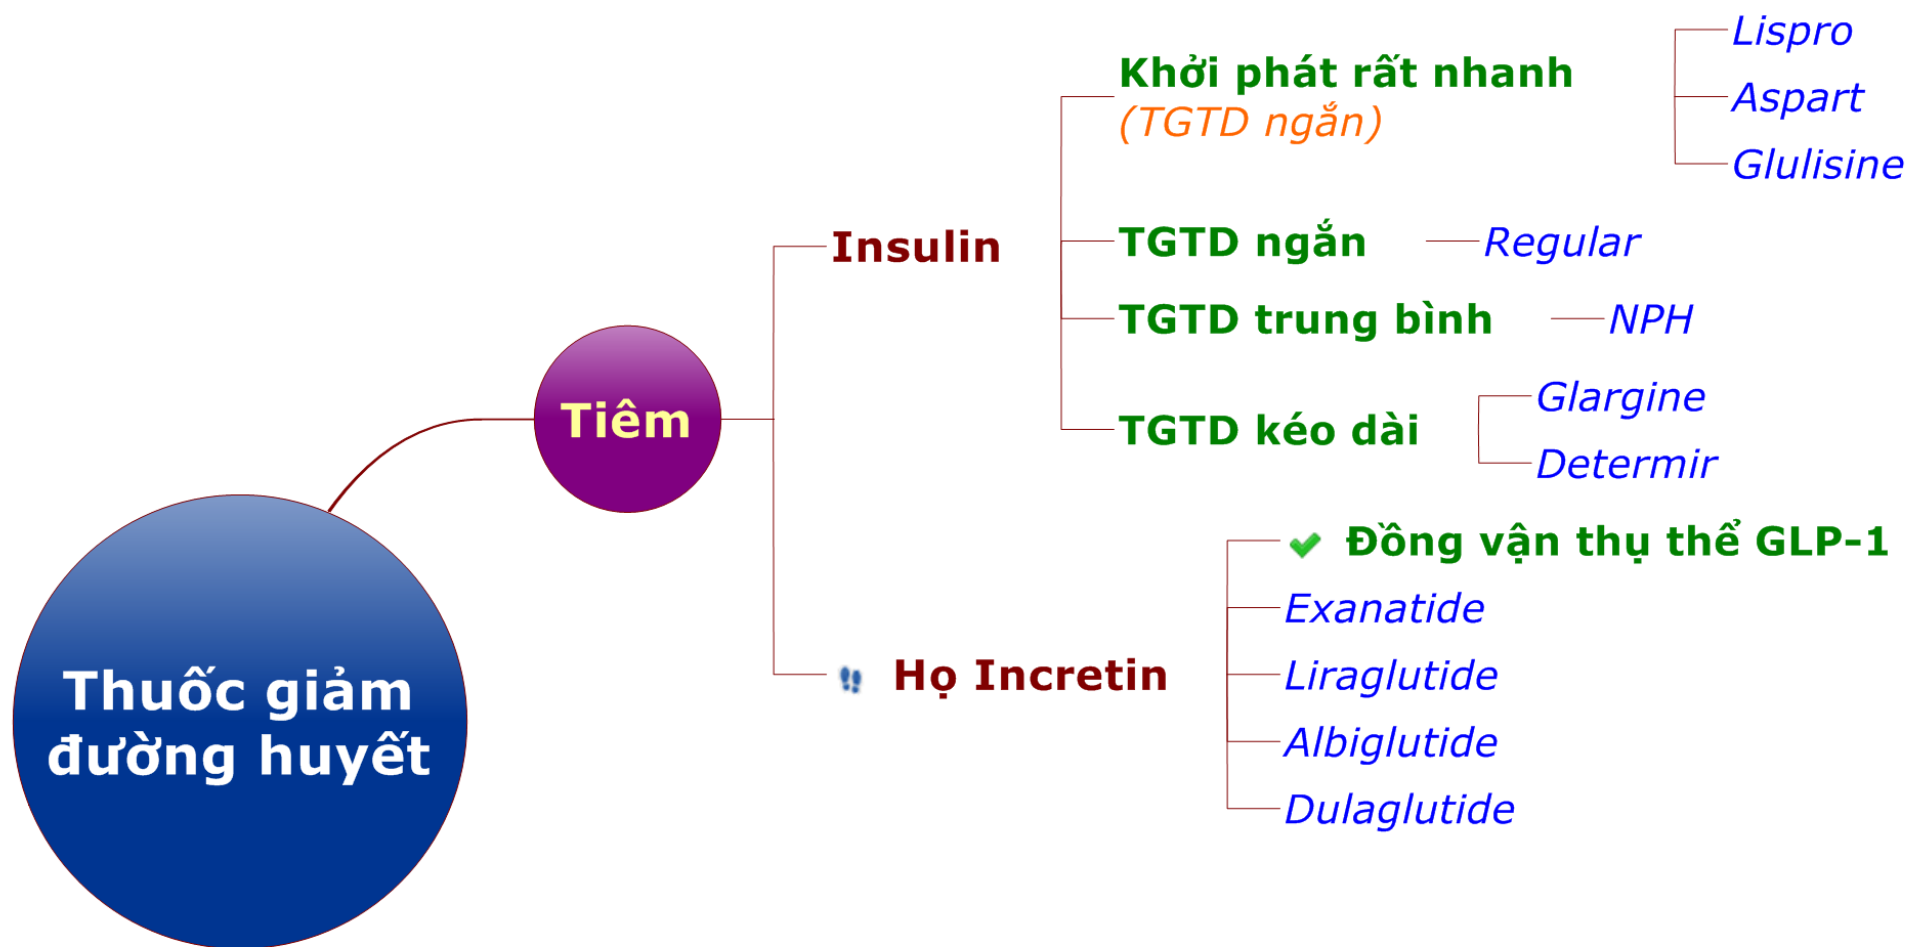 Thuốc giảm
đường huyết
Tiêm
Insulin
Khởi phát rất nhanh
(TGTD ngắn)
Lispro
Aspart
Glulisine
TGTD ngắn
Regular
TGTD trung bình
NPH
TGTD kéo dài
Glargine
Determir
Họ Incretin
Đồng vận thụ thể GLP-1
Exanatide
Liraglutide
Albiglutide
Dulaglutide